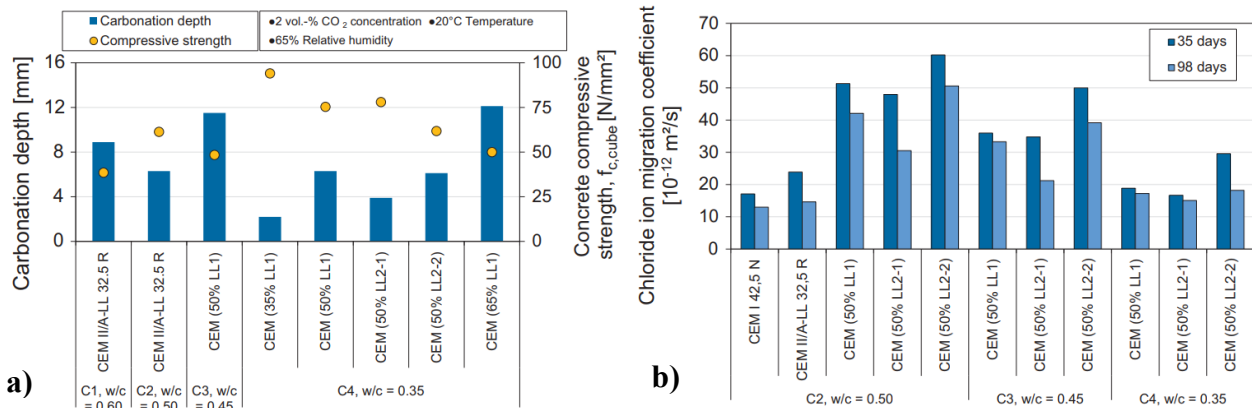 Carbonation depth
Compressive strength
●2 vol.-% CO 2 concentration ●20°C Temperature
●65% Relative humidity
Carbonation depth [mm]
16
12
8
4
0
100
75
50
25
0
Concrete compressive
strength, f c,cube [N/mm²]
CEM II/A-LL 32.5 R
CEM II/A-LL 32.5 R
CEM (50% LL1)
CEM (35% LL1)
CEM (50% LL1)
CEM (50% LL2-1)
CEM (50% LL2-2)
CEM (65% LL1)
C1, w/c
= 0.60
C2, w/c
= 0.50
C3, w/c
= 0.45
C4, w/c = 0.35
a)
Chloride ion migration coefficient
[10-12 m²/s]
70
60
50
40
30
20
10
0
35 days
98 days
CEM I 42,5 N
CEM II/A-LL 32,5 R
CEM (50% LL1)
CEM (50% LL2-1)
CEM (50% LL2-2)
CEM (50% LL1)
CEM (50% LL2-1)
CEM (50% LL2-2)
CEM (50% LL1)
CEM (50% LL2-1)
CEM (50% LL2-2)
C2, w/c = 0.50
C3, w/c = 0.45
C4, w/c = 0.35
b)